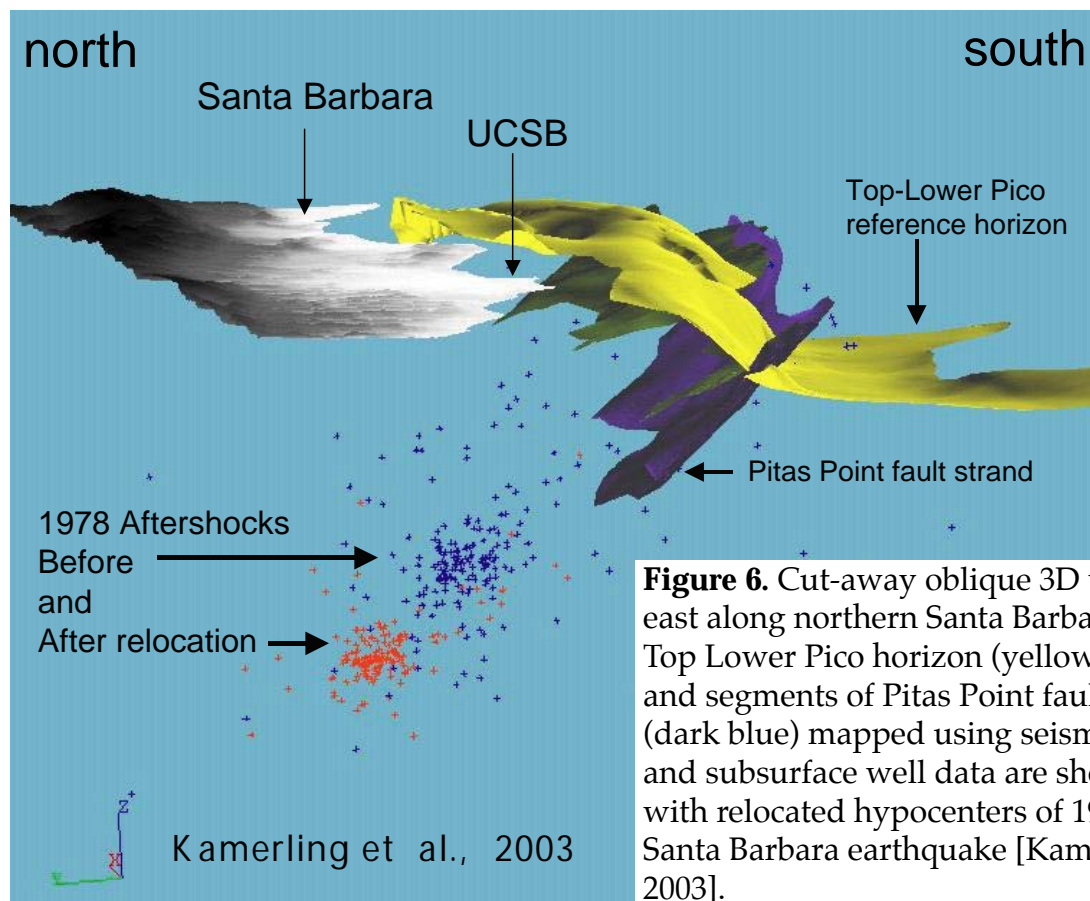 north
south
Santa Barbara
UCSB
Top-Lower Pico
reference horizon
Pitas Point fault strand
1978 Aftershocks
Before
and
After relocation
Figure 6. Cut-away oblique 3D
east along northern Santa Barba
Top Lower Pico horizon (yellow
and segments of Pitas Point faul
(dark blue) mapped using seism
and subsurface well data are sho
with relocated hypocenters of 19
Santa Barbara earthquake [Kam
2003].
Z
X
Kamerling et al., 2003